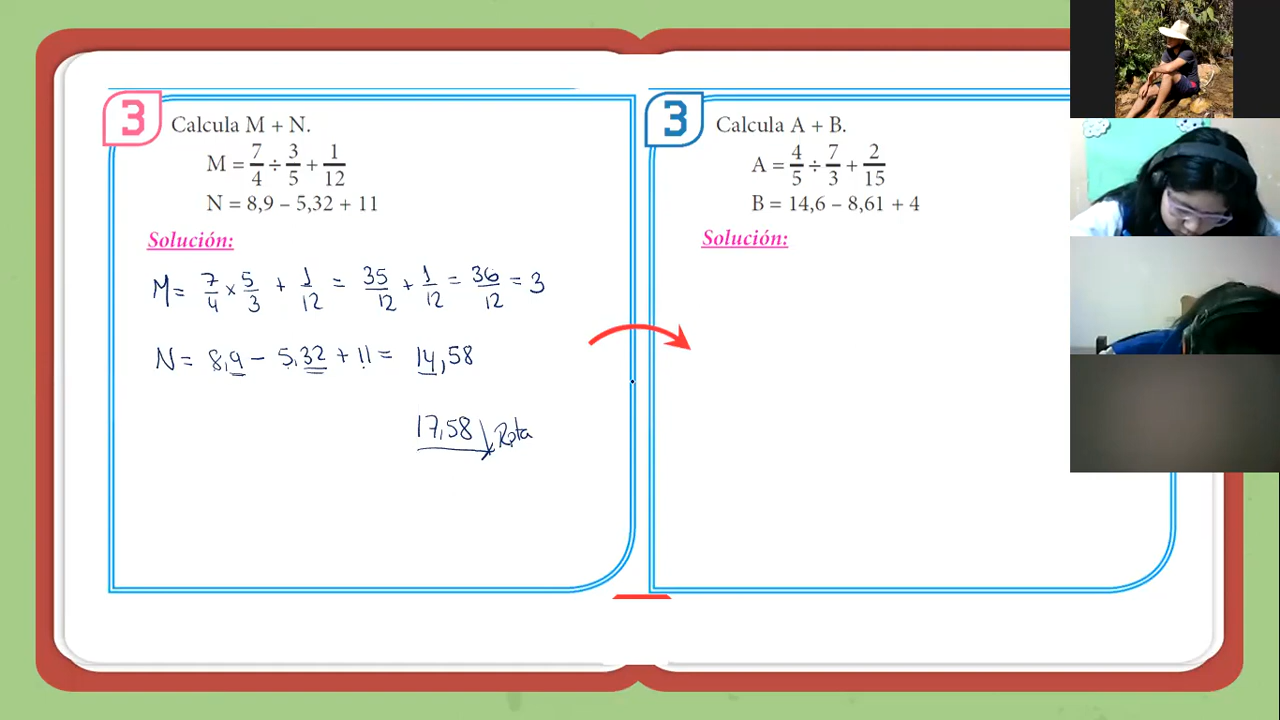 3
Calcula M + N.
M = 7/4 ÷ 3/5 + 1/12
N = 8,9 – 5,32 + 11
Solución:
M = 7/4 × 5/3 + 1/12 = 35/12 + 1/12 = 36/12 = 3
N = 8,9 – 5,32 + 11 = 14,58
17,58 Rpta
3
Calcula A + B.
A = 4/5 ÷ 7/3 + 2/15
B = 14,6 – 8,61 + 4
Solución: